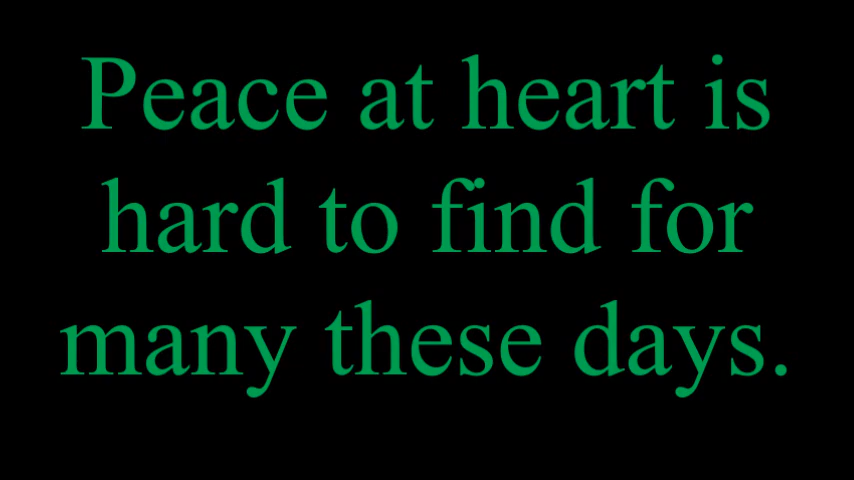 Peace at heart is
hard to find for
many these days.